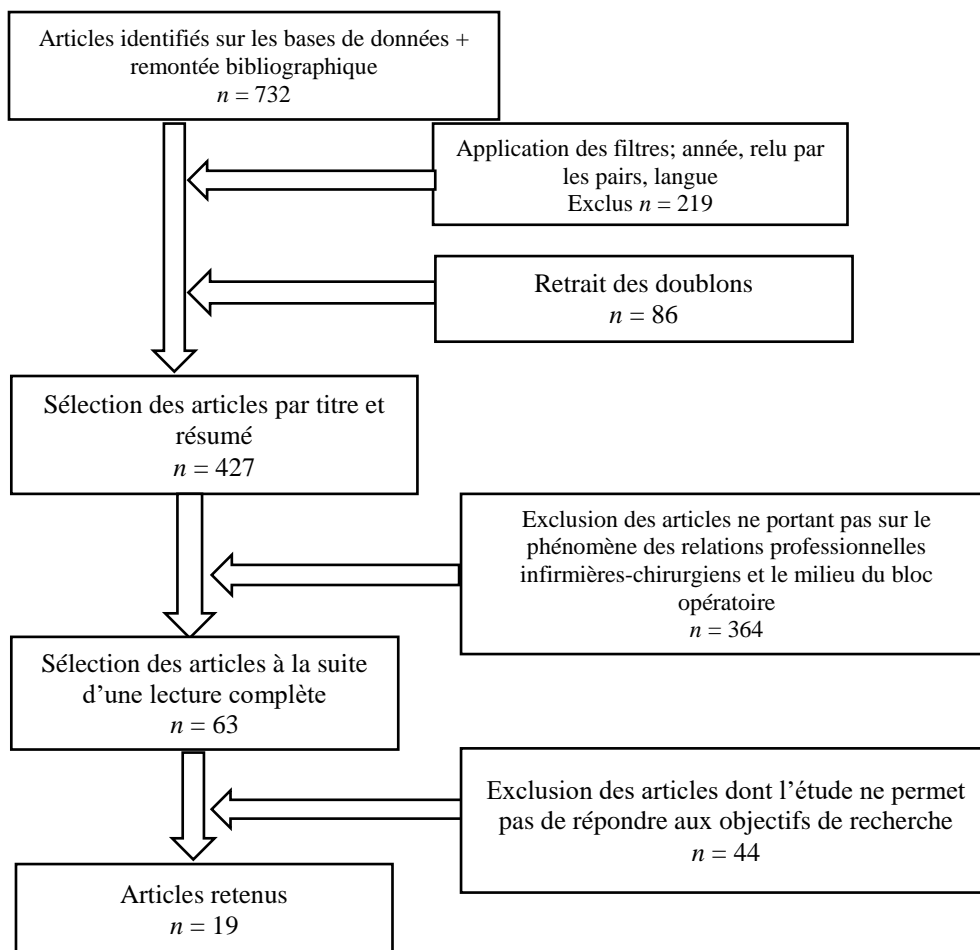 Articles identifiés sur les bases de données +
remontée bibliographique
n = 732
Application des filtres; année, relu par
les pairs, langue
Exclus n = 219
Retrait des doublons
n = 86
Sélection des articles par titre et
résumé
n = 427
Exclusion des articles ne portant pas sur le
phénomène des relations professionnelles
infirmières-chirurgiens et le milieu du bloc
opératoire
n = 364
Sélection des articles à la suite
d’une lecture complète
n = 63
Exclusion des articles dont l’étude ne permet
pas de répondre aux objectifs de recherche
n = 44
Articles retenus
n = 19